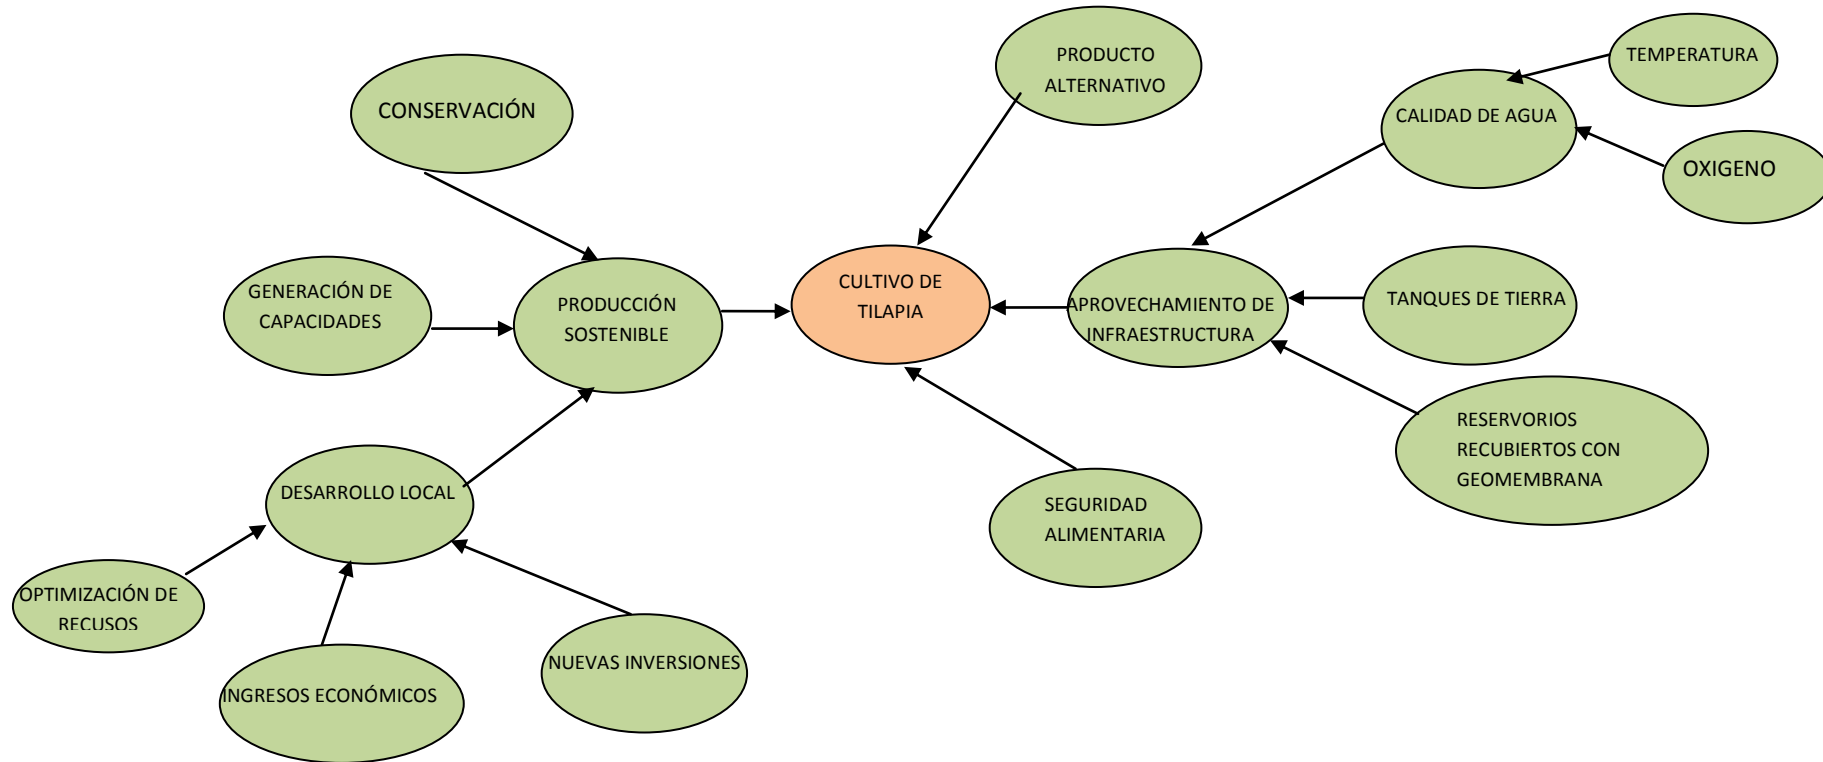 PRODUCTO
ALTERNATIVO
TEMPERATURA
CONSERVACIÓN
CALIDAD DE AGUA
OXIGENO
GENERACIÓN DE
CAPACIDADES
PRODUCCIÓN
SOSTENIBLE
CULTIVO DE
TILAPIA
APROVECHAMIENTO DE
INFRAESTRUCTURA
TANQUES DE TIERRA
RESERVORIOS
RECUBIERTOS CON
GEOMEMBRANA
DESARROLLO LOCAL
SEGURIDAD
ALIMENTARIA
OPTIMIZACIÓN DE
RECUSOS
INGRESOS ECONÓMICOS
NUEVAS INVERSIONES